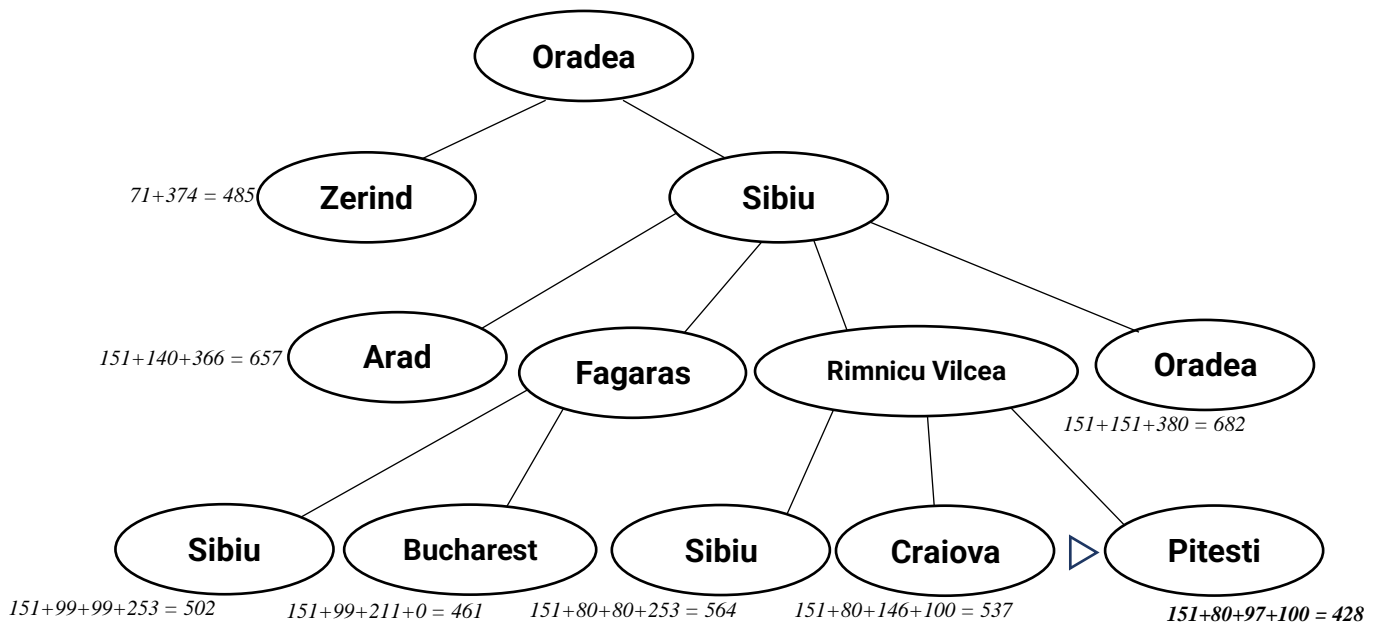 Oradea
71+374 = 485
Zerind
Sibiu
151+140+366 = 657
Arad
Fagaras
Rimnicu Vilcea
Oradea
151+151+380 = 682
Sibiu
Bucharest
Sibiu
Craiova
Pitesti
151+99+99+253 = 502
151+99+211+0 = 461
151+80+80+253 = 564
151+80+146+100 = 537
151+80+97+100 = 428